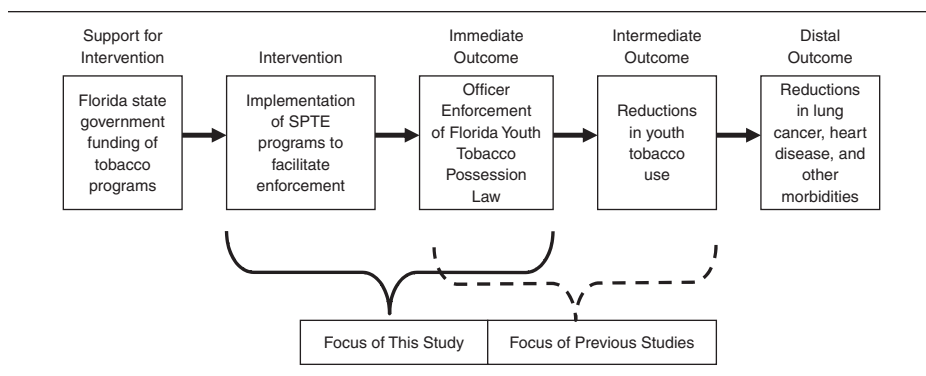 Support for
Intervention
Intervention
Immediate
Outcome
Intermediate
Outcome
Distal
Outcome
Florida state
government
funding of
tobacco
programs
Implementation
of SPTE
programs to
facilitate
enforcement
Officer
Enforcement
of Florida Youth
Tobacco
Possession
Law
Reductions
in youth
tobacco
use
Reductions
in lung
cancer, heart
disease, and
other
morbidities
Focus of This Study
Focus of Previous Studies